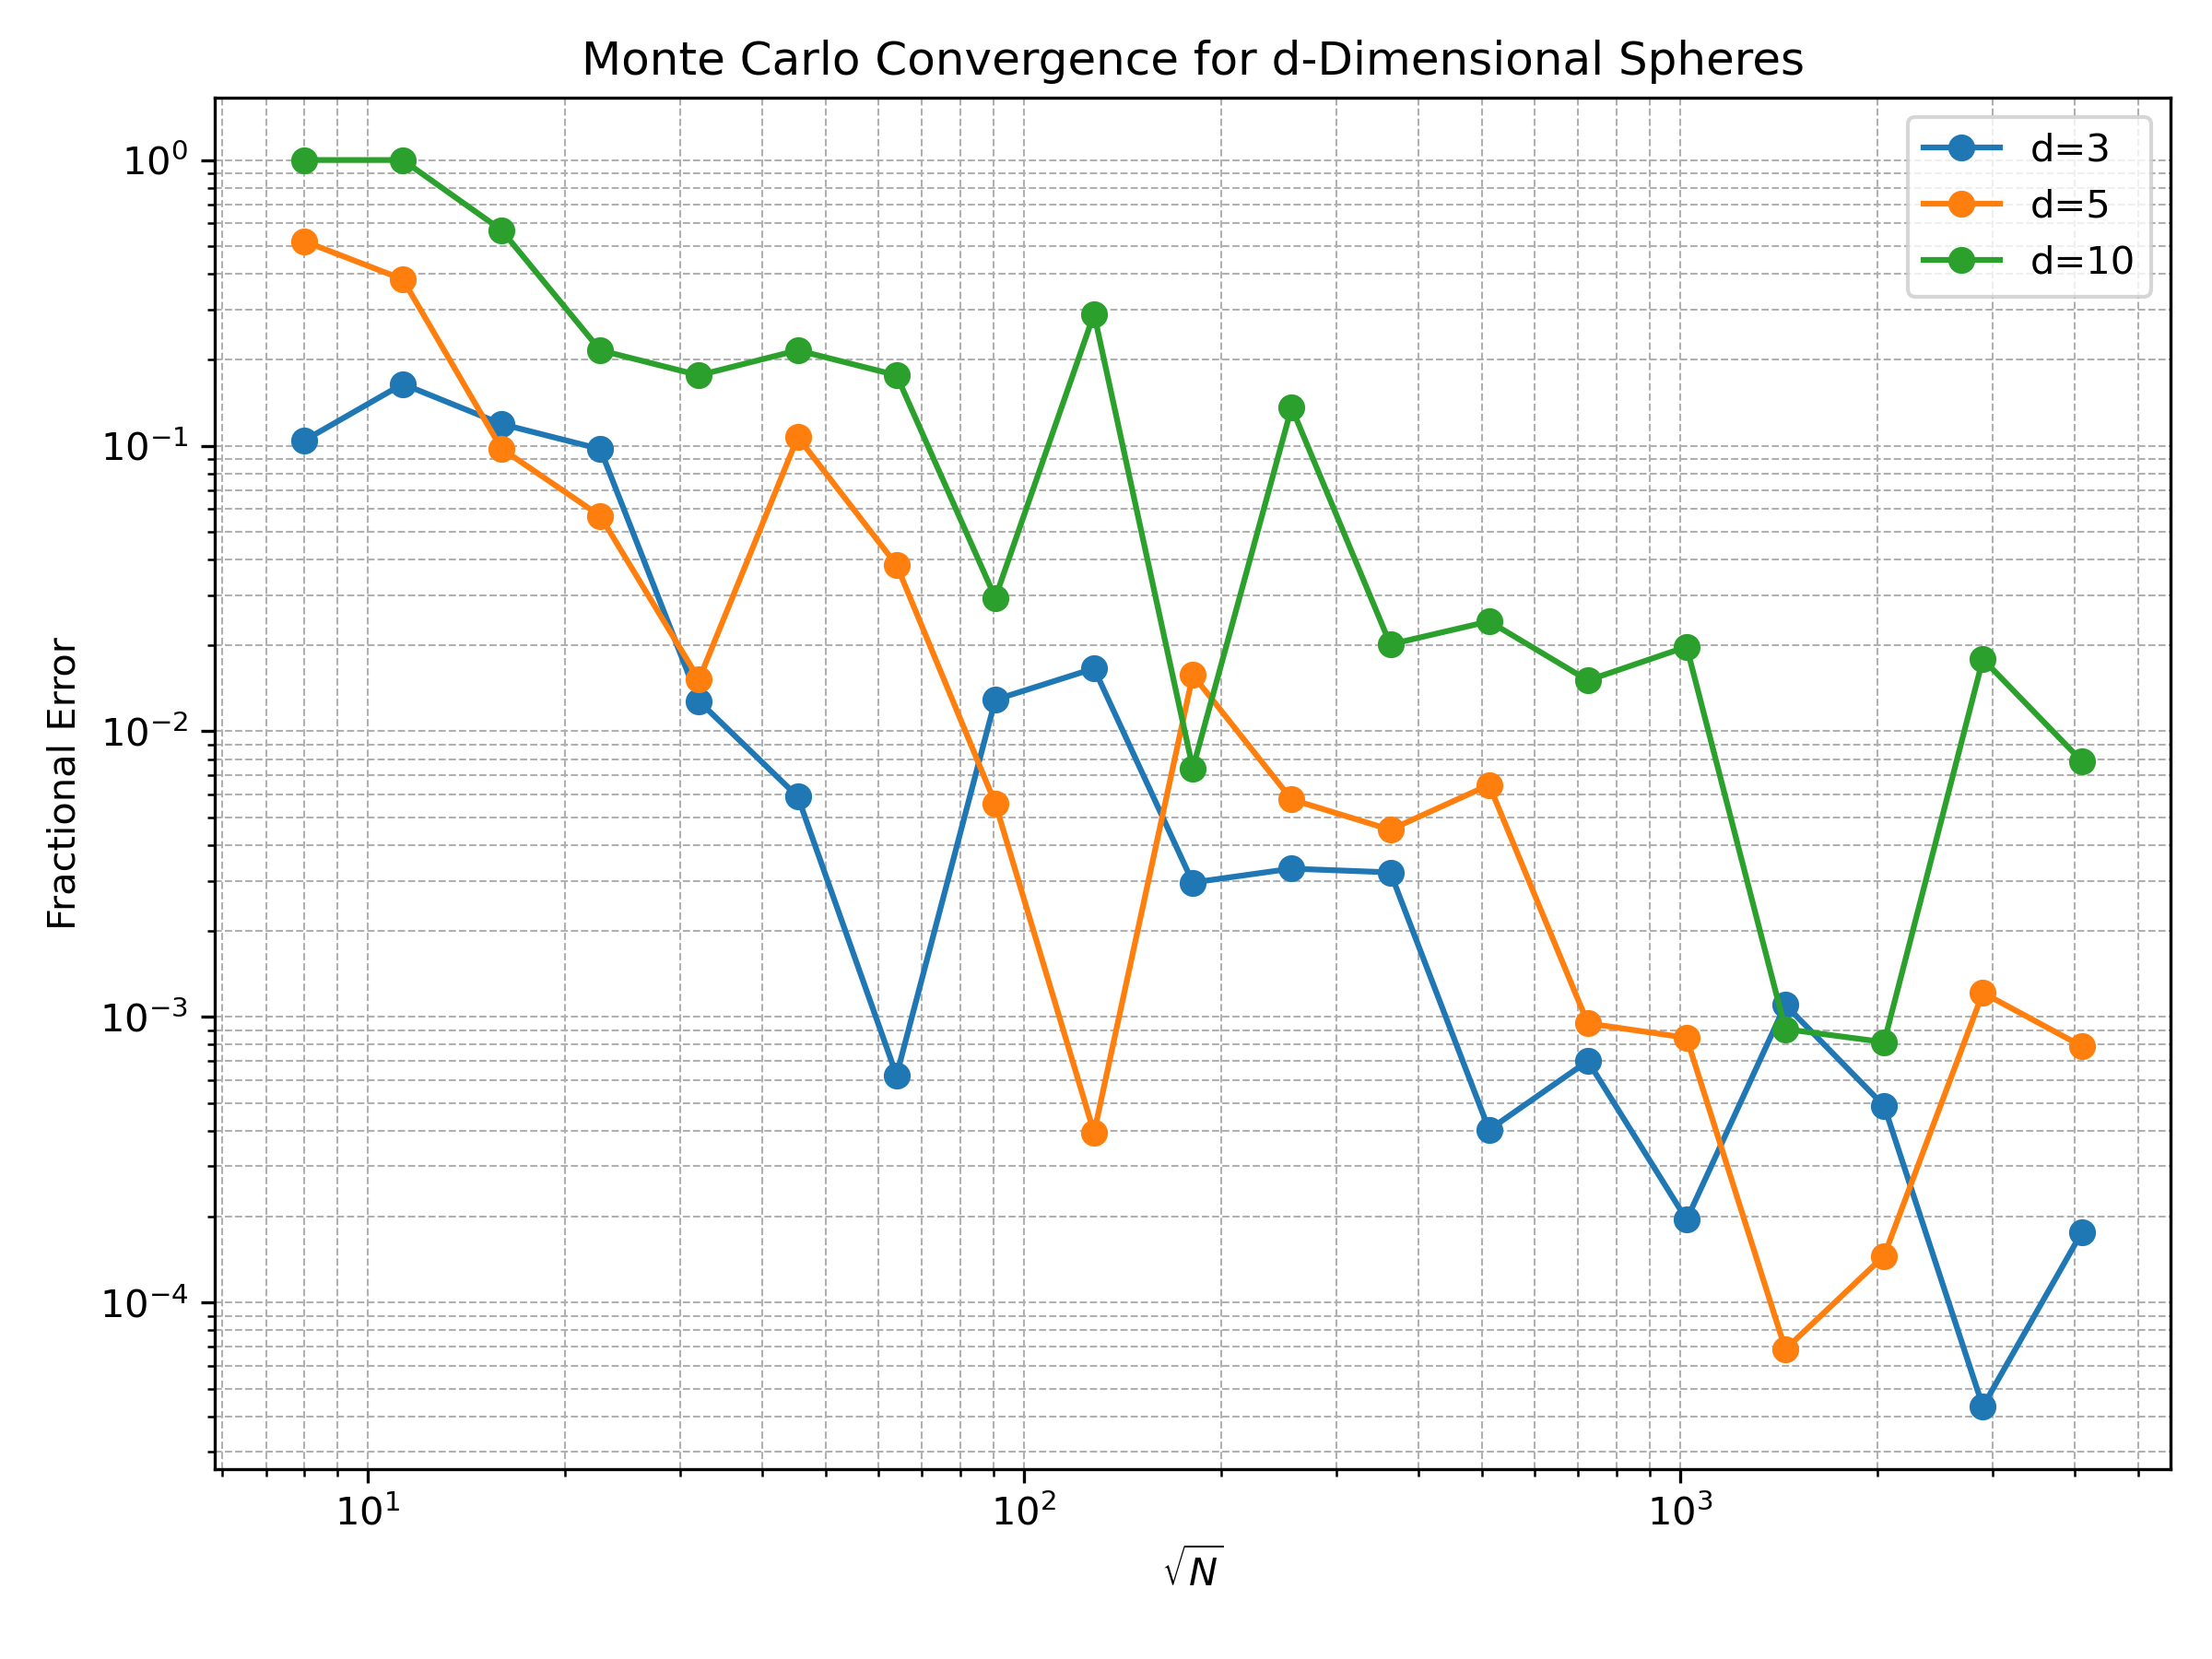 Monte Carlo Convergence for d-Dimensional Spheres
d=3
d=5
d=10
Fractional Error
10⁰
10⁻¹
10⁻²
10⁻³
10⁻⁴
10¹
10²
10³
√N